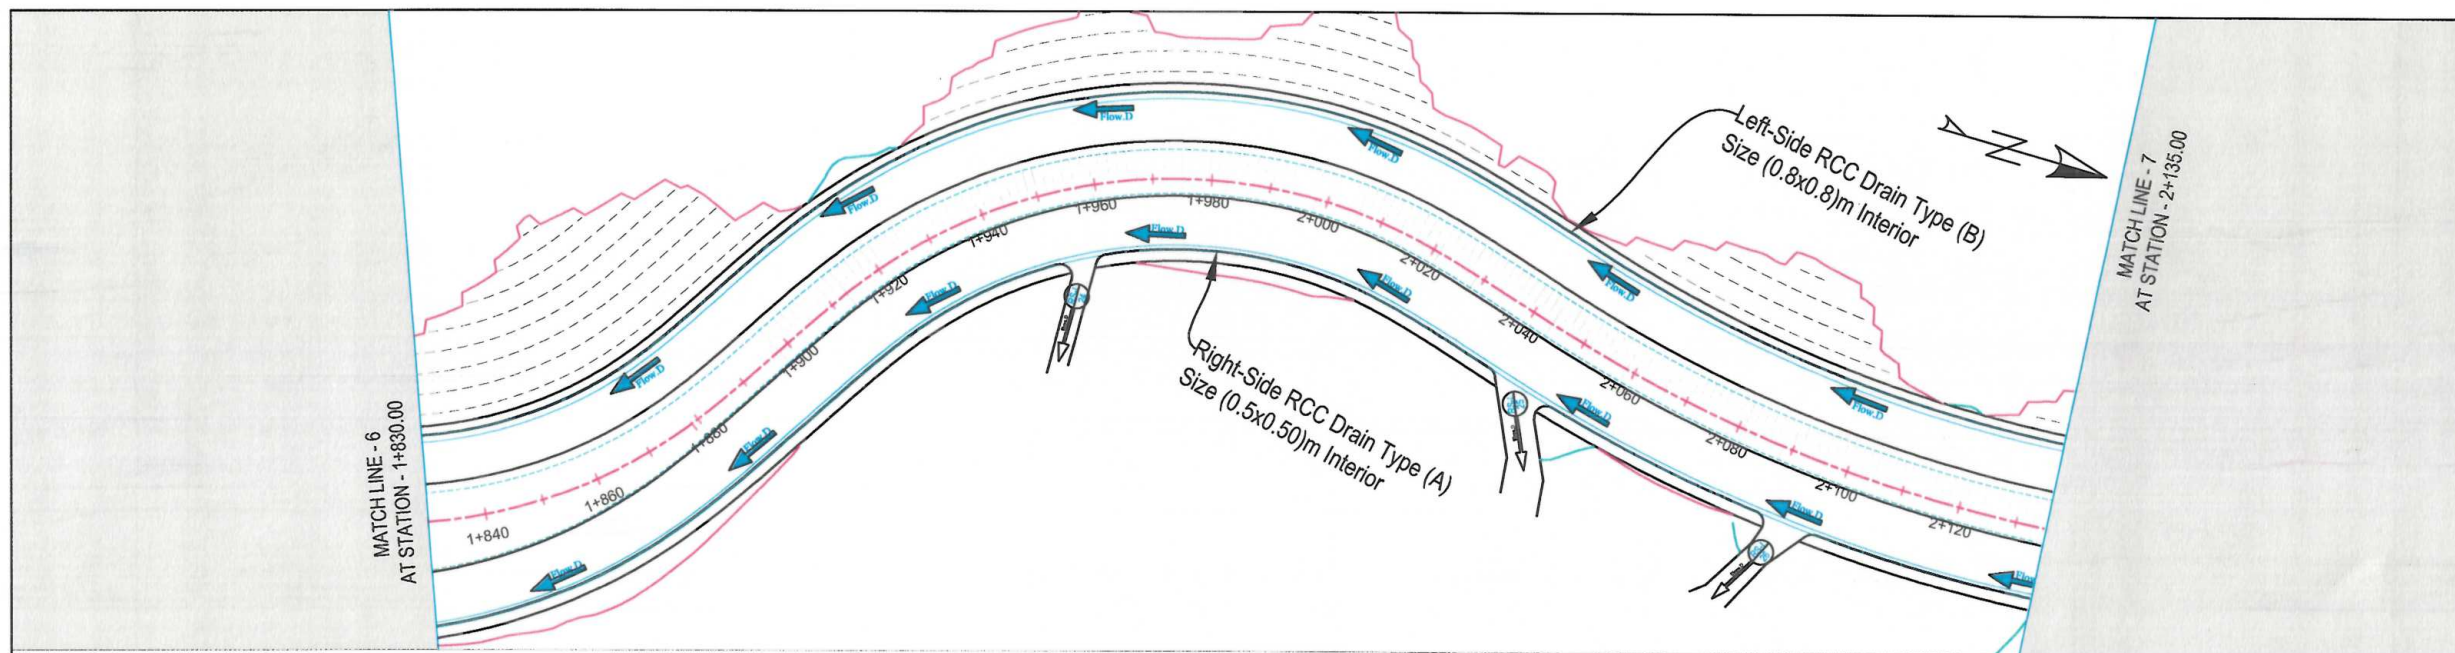 MATCH LINE - 6
AT STATION - 1+830.00
1+840
1+860
1+880
1+900
1+920
1+940
1+960
1+980
2+000
2+020
2+040
2+060
2+080
2+100
2+120
Flow.D
Flow.D
Flow.D
Flow.D
Flow.D
Flow.D
Flow.D
Flow.D
Flow.D
Flow.D
Flow.D
Flow.D
Flow.D
Flow.D
Flow
Left-Side RCC Drain Type (B)
Size (0.8x0.8)m Interior
Right-Side RCC Drain Type (A)
Size (0.5x0.50)m Interior
N
MATCH LINE - 7
AT STATION - 2+135.00